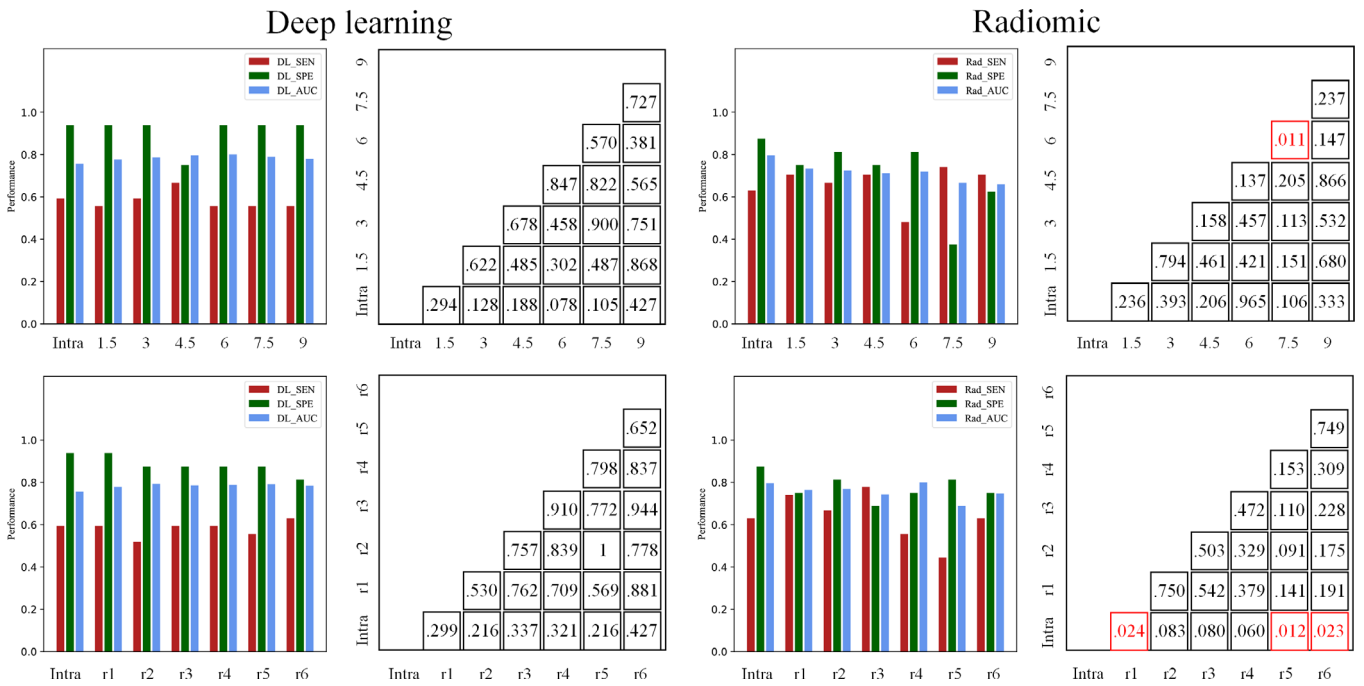 Deep learning
Radiomic
DL_SEN
DL_SPE
DL_AUC
Performance
1.0
0.8
0.6
0.4
0.2
0.0
Intra 1.5 3 4.5 6 7.5 9
9
7.5 .727
6 .570 .381
4.5 .847 .822 .565
3 .678 .458 .900 .751
1.5 .622 .485 .302 .487 .868
Intra .294 .128 .188 .078 .105 .427
Intra 1.5 3 4.5 6 7.5 9
Rad_SEN
Rad_SPE
Rad_AUC
Performance
1.0
0.8
0.6
0.4
0.2
0.0
Intra 1.5 3 4.5 6 7.5 9
9
7.5 .237
6 .011 .147
4.5 .137 .205 .866
3 .158 .457 .113 .532
1.5 .794 .461 .421 .151 .680
Intra .236 .393 .206 .965 .106 .333
Intra 1.5 3 4.5 6 7.5 9
DL_SEN
DL_SPE
DL_AUC
Performance
1.0
0.8
0.6
0.4
0.2
0.0
Intra r1 r2 r3 r4 r5 r6
r6
r5 .652
r4 .798 .837
r3 .910 .772 .944
r2 .757 .839 1 .778
r1 .530 .762 .709 .569 .881
Intra .299 .216 .337 .321 .216 .427
Intra r1 r2 r3 r4 r5 r6
Rad_SEN
Rad_SPE
Rad_AUC
Performance
1.0
0.8
0.6
0.4
0.2
0.0
Intra r1 r2 r3 r4 r5 r6
r6
r5 .749
r4 .153 .309
r3 .472 .110 .228
r2 .503 .329 .091 .175
r1 .750 .542 .379 .141 .191
Intra .024 .083 .080 .060 .012 .023
Intra r1 r2 r3 r4 r5 r6